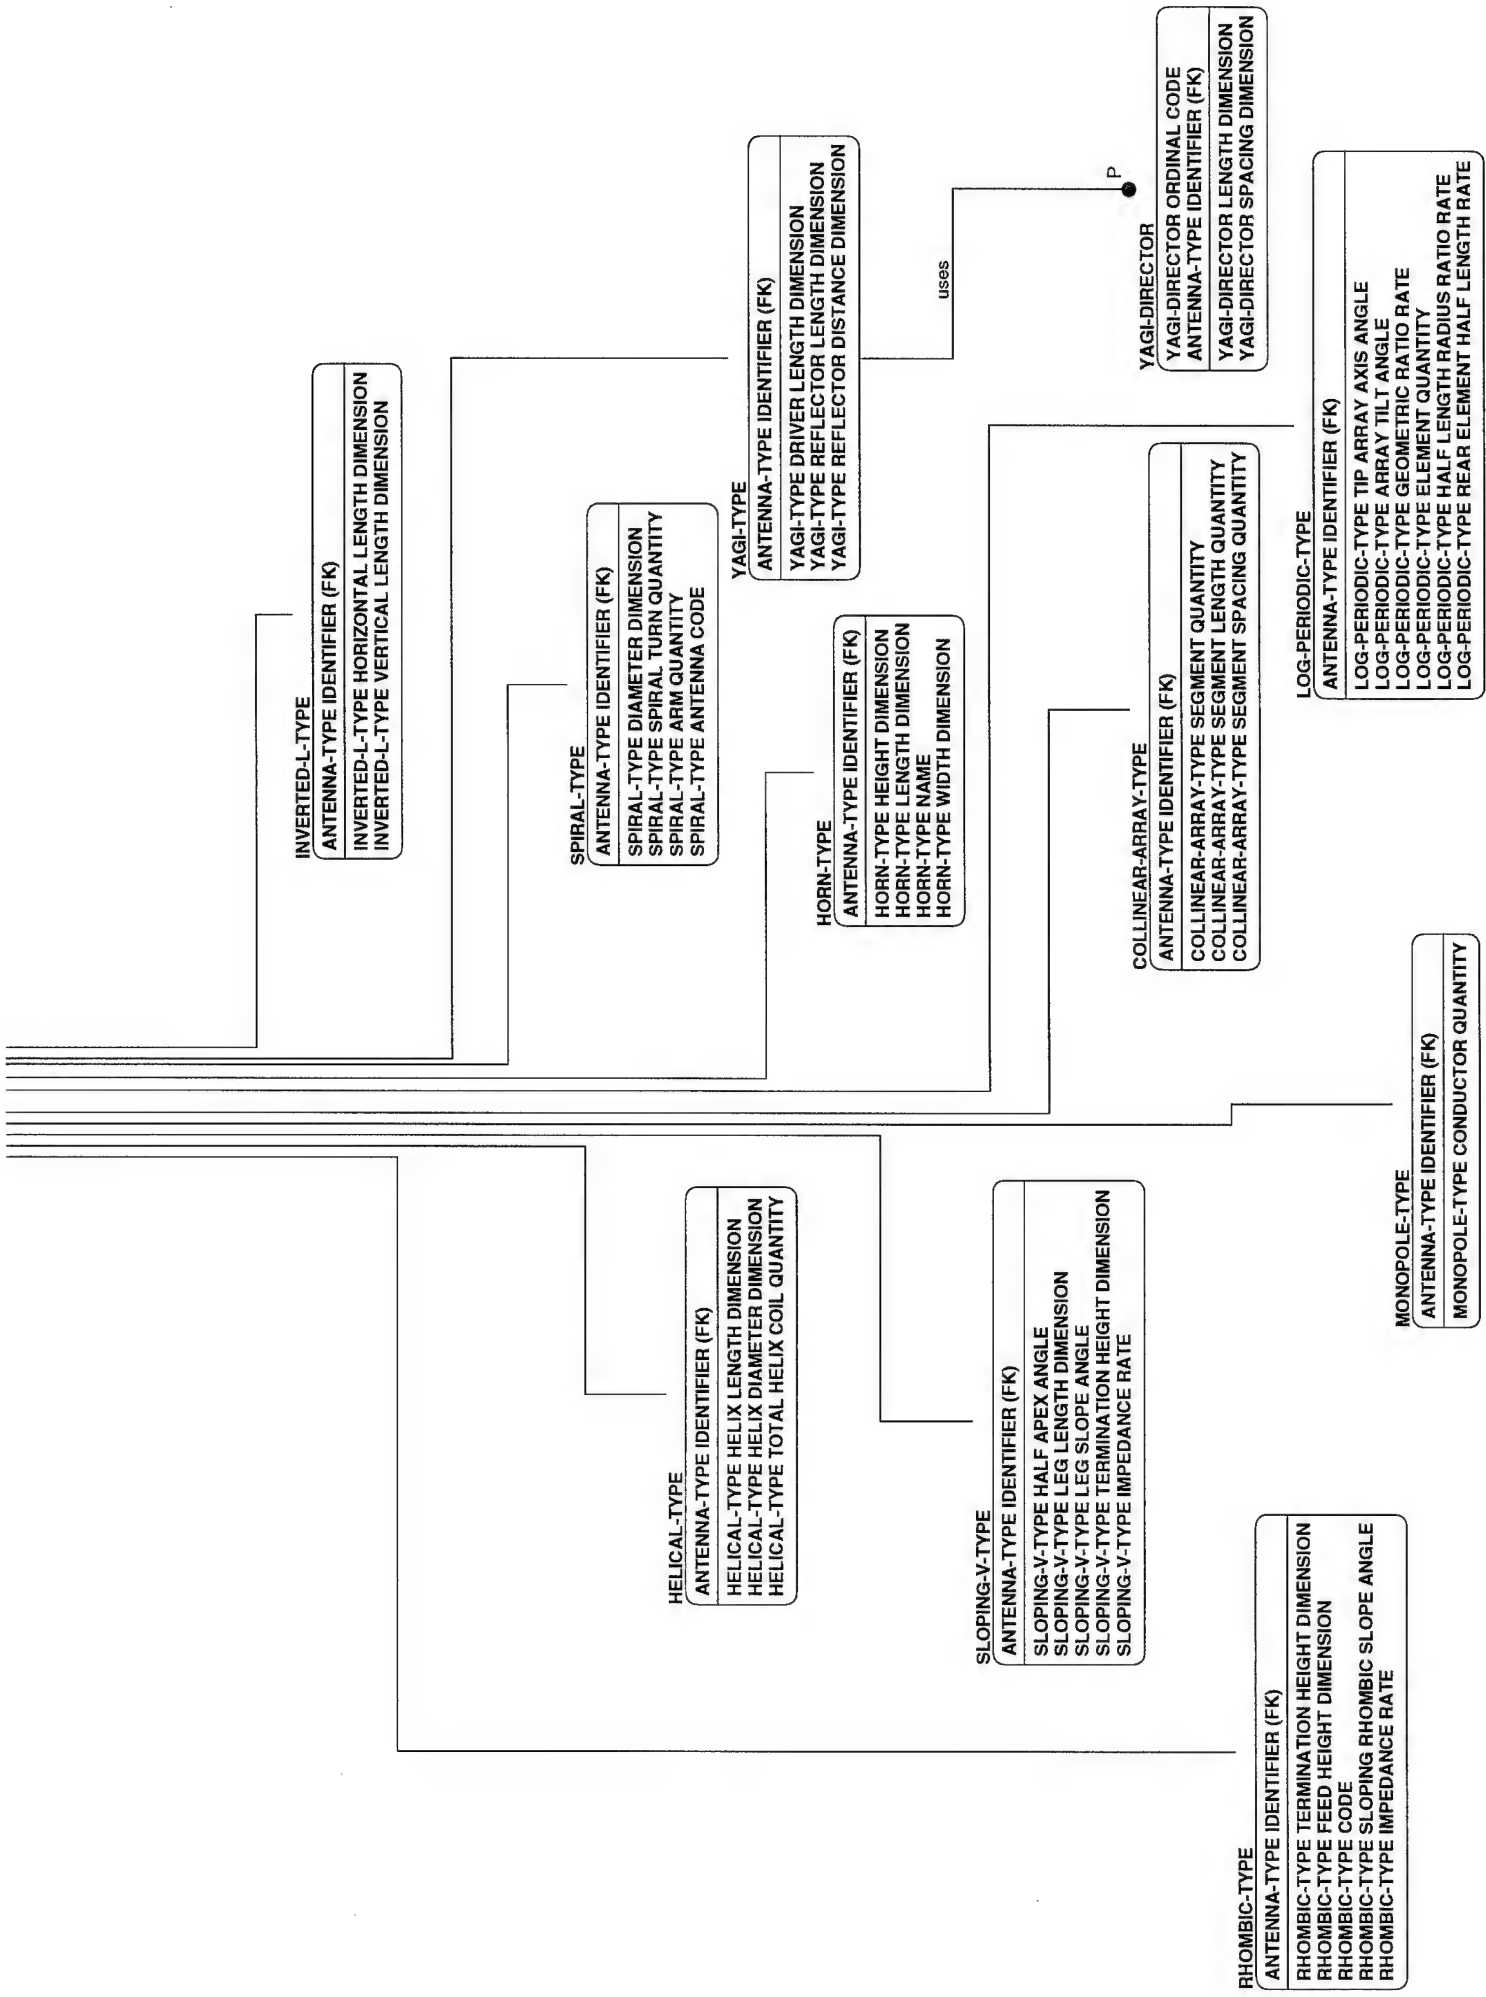 INVERTED-L-TYPE
ANTENNA-TYPE IDENTIFIER (FK)
INVERTED-L-TYPE HORIZONTAL LENGTH DIMENSION
INVERTED-L-TYPE VERTICAL LENGTH DIMENSION
SPIRAL-TYPE
ANTENNA-TYPE IDENTIFIER (FK)
SPIRAL-TYPE DIAMETER DIMENSION
SPIRAL-TYPE SPIRAL TURN QUANTITY
SPIRAL-TYPE ARM QUANTITY
SPIRAL-TYPE ANTENNA CODE
YAGI-TYPE
ANTENNA-TYPE IDENTIFIER (FK)
YAGI-TYPE DRIVER LENGTH DIMENSION
YAGI-TYPE REFLECTOR LENGTH DIMENSION
YAGI-TYPE REFLECTOR DISTANCE DIMENSION
uses
P
YAGI-DIRECTOR
YAGI-DIRECTOR ORDINAL CODE
ANTENNA-TYPE IDENTIFIER (FK)
YAGI-DIRECTOR LENGTH DIMENSION
YAGI-DIRECTOR SPACING DIMENSION
HELICAL-TYPE
ANTENNA-TYPE IDENTIFIER (FK)
HELICAL-TYPE HELIX LENGTH DIMENSION
HELICAL-TYPE HELIX DIAMETER DIMENSION
HELICAL-TYPE TOTAL HELIX COIL QUANTITY
HORN-TYPE
ANTENNA-TYPE IDENTIFIER (FK)
HORN-TYPE HEIGHT DIMENSION
HORN-TYPE LENGTH DIMENSION
HORN-TYPE NAME
HORN-TYPE WIDTH DIMENSION
SLOPING-V-TYPE
ANTENNA-TYPE IDENTIFIER (FK)
SLOPING-V-TYPE HALF APEX ANGLE
SLOPING-V-TYPE LEG LENGTH DIMENSION
SLOPING-V-TYPE LEG SLOPE ANGLE
SLOPING-V-TYPE TERMINATION HEIGHT DIMENSION
SLOPING-V-TYPE IMPEDANCE RATE
COLLINEAR-ARRAY-TYPE
ANTENNA-TYPE IDENTIFIER (FK)
COLLINEAR-ARRAY-TYPE SEGMENT QUANTITY
COLLINEAR-ARRAY-TYPE SEGMENT LENGTH QUANTITY
COLLINEAR-ARRAY-TYPE SEGMENT SPACING QUANTITY
LOG-PERIODIC-TYPE
ANTENNA-TYPE IDENTIFIER (FK)
LOG-PERIODIC-TYPE TIP ARRAY AXIS ANGLE
LOG-PERIODIC-TYPE ARRAY TILT ANGLE
LOG-PERIODIC-TYPE GEOMETRIC RATIO RATE
LOG-PERIODIC-TYPE ELEMENT QUANTITY
LOG-PERIODIC-TYPE HALF LENGTH RADIUS RATIO RATE
LOG-PERIODIC-TYPE REAR ELEMENT HALF LENGTH RATE
RHOMBIC-TYPE
ANTENNA-TYPE IDENTIFIER (FK)
RHOMBIC-TYPE TERMINATION HEIGHT DIMENSION
RHOMBIC-TYPE FEED HEIGHT DIMENSION
RHOMBIC-TYPE CODE
RHOMBIC-TYPE SLOPING RHOMBIC SLOPE ANGLE
RHOMBIC-TYPE IMPEDANCE RATE
MONOPOLE-TYPE
ANTENNA-TYPE IDENTIFIER (FK)
MONOPOLE-TYPE CONDUCTOR QUANTITY